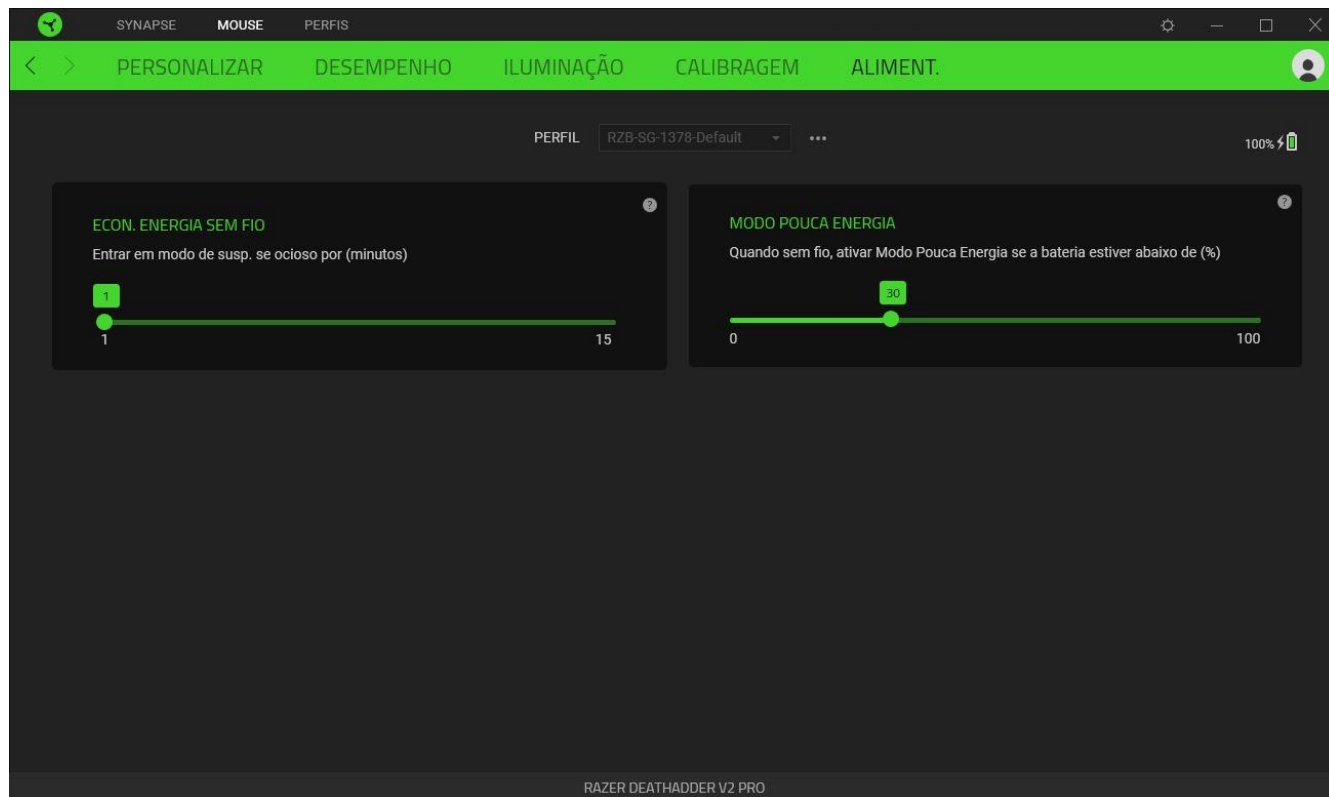 SYNAPSE MOUSE PERFIS
PERSONALIZAR DESEMPENHO ILUMINAÇÃO CALIBRAGEM ALIMENT.
PERFIL RZB-SG-1378-Default
100%
ECON. ENERGIA SEM FIO
Entrar em modo de susp. se ocioso por (minutos)
1
1 15
MODO POUCA ENERGIA
Quando sem fio, ativar Modo Pouca Energia se a bateria estiver abaixo de (%)
30
0 100
RAZER DEATHADDER V2 PRO